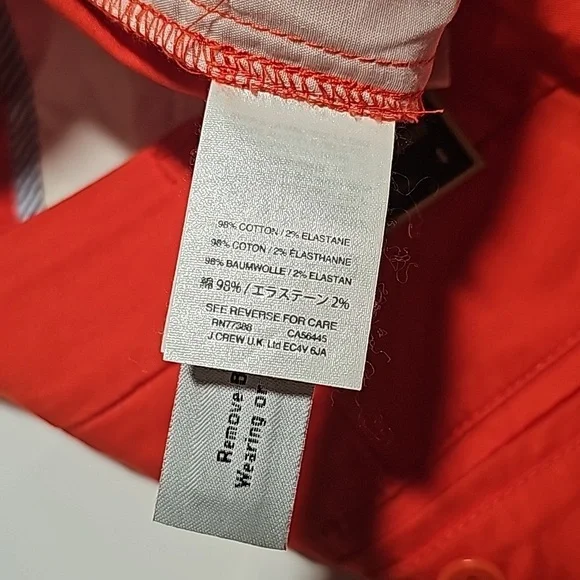 98% COTTON / 2% ELASTANE
98% COTON / 2% ELASTHANNE
98% BAUMWOLLE / 2% ELASTAN
綿 98% / エラステーン 2%
SEE REVERSE FOR CARE
RN77388 CA56445
J.CREW U.K. Ltd EC4V 6JA
Remove B
Wearing or